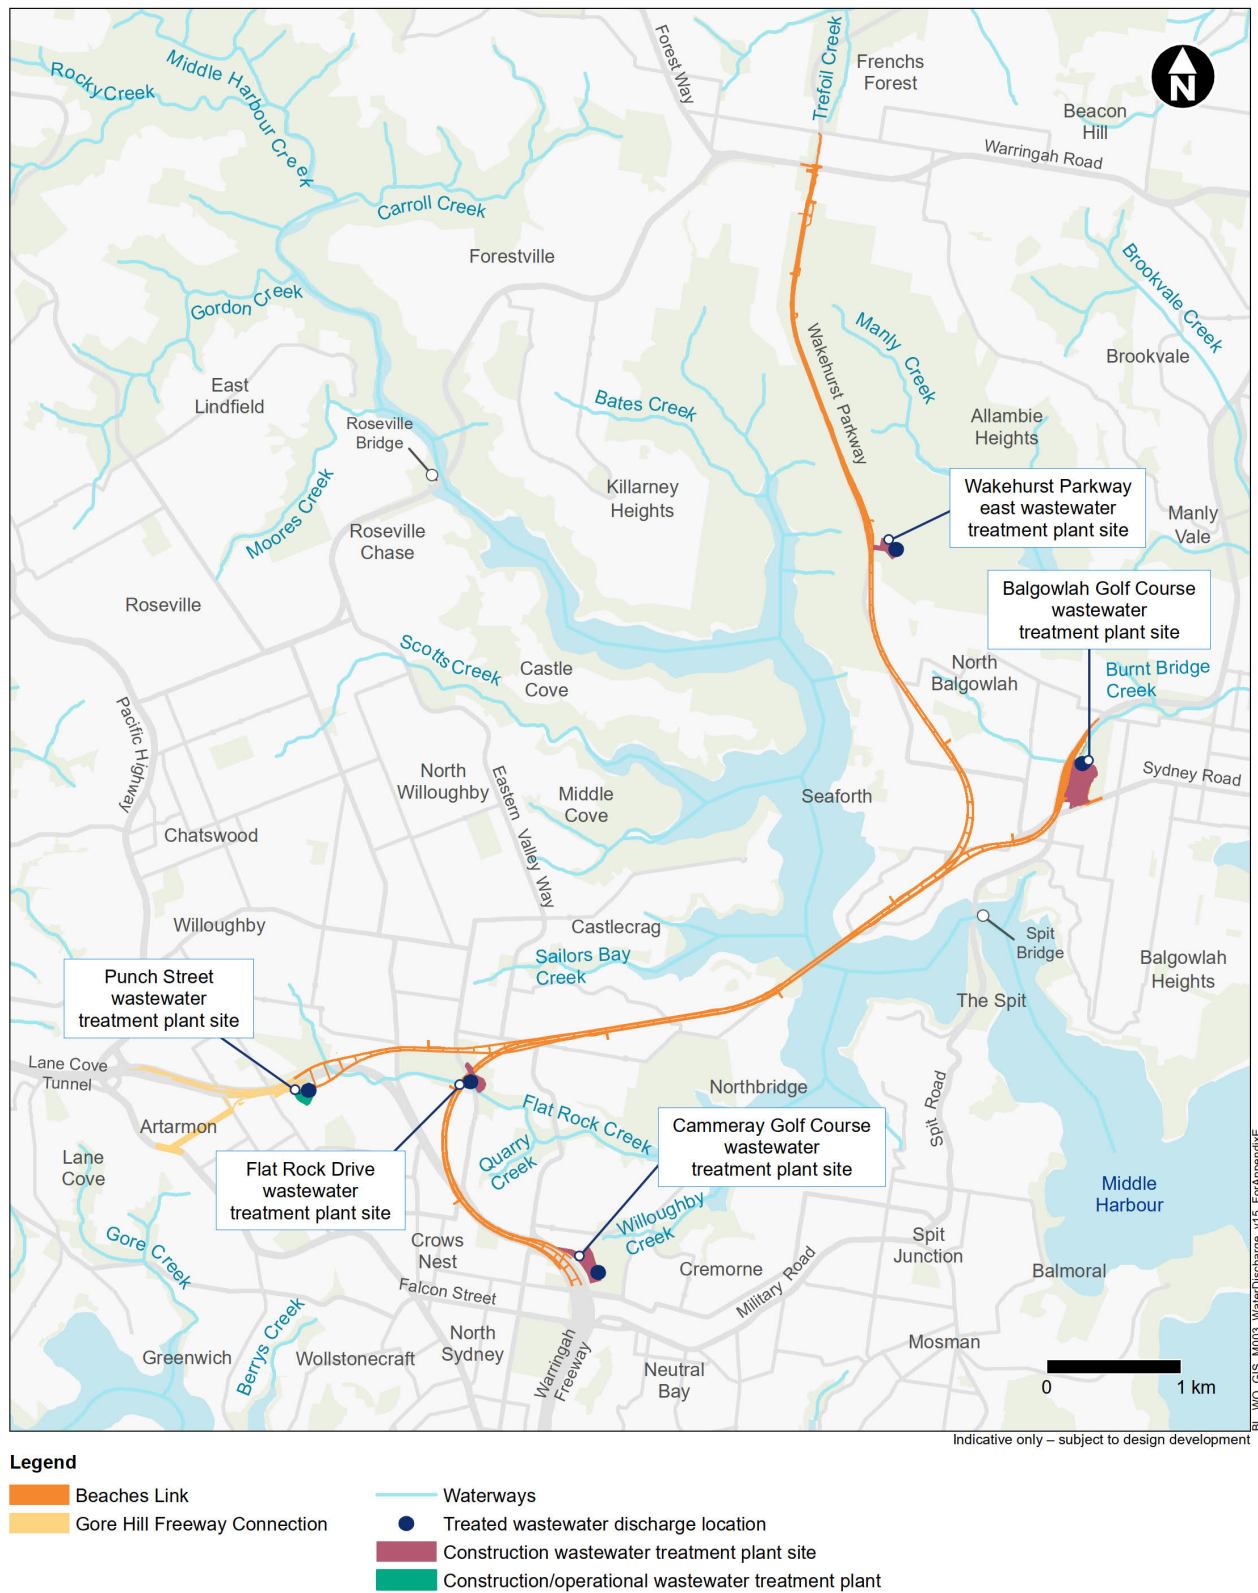 Rocky Creek
Middle Harbour Creek
Forest Way
Trefoil Creek
Frenchs
Forest
N
Beacon
Hill
Warringah Road
Carroll Creek
Forestville
Gordon Creek
Brookvale Creek
Manly Creek
Wakehurst Parkway
Brookvale
East
Lindfield
Roseville
Bridge
Bates Creek
Allambie
Heights
Moores Creek
Killarney
Heights
Wakehurst Parkway
east wastewater
treatment plant site
Manly
Vale
Roseville
Chase
Balgowlah Golf Course
wastewater
treatment plant site
Roseville
Scotts Creek
Castle
Cove
North
Balgowlah
Burnt Bridge
Creek
Pacific Highway
North
Willoughby
Eastern Valley Way
Middle
Cove
Seaforth
Sydney Road
Chatswood
Willoughby
Castlecrag
Sailors Bay
Creek
Spit
Bridge
Balgowlah
Heights
Punch Street
wastewater
treatment plant site
The Spit
Lane Cove
Tunnel
Northbridge
Spit Road
Artarmon
Flat Rock Creek
Cammeray Golf Course
wastewater
treatment plant site
Quarry
Creek
Lane
Cove
Flat Rock Drive
wastewater
treatment plant site
Middle
Harbour
Willoughby
Creek
Gore Creek
Crows
Nest
Spit
Junction
Cremorne
Balmoral
Military Road
Falcon Street
Berrys Creek
North
Sydney
Mosman
Greenwich
Wollstonecraft
Warringah
Freeway
Neutral
Bay
0 1 km
BL_WQ_GIS_M003_WaterDischarge_v15_ForAppendixE
Indicative only – subject to design development
Legend
Beaches Link
Gore Hill Freeway Connection
Waterways
Treated wastewater discharge location
Construction wastewater treatment plant site
Construction/operational wastewater treatment plant